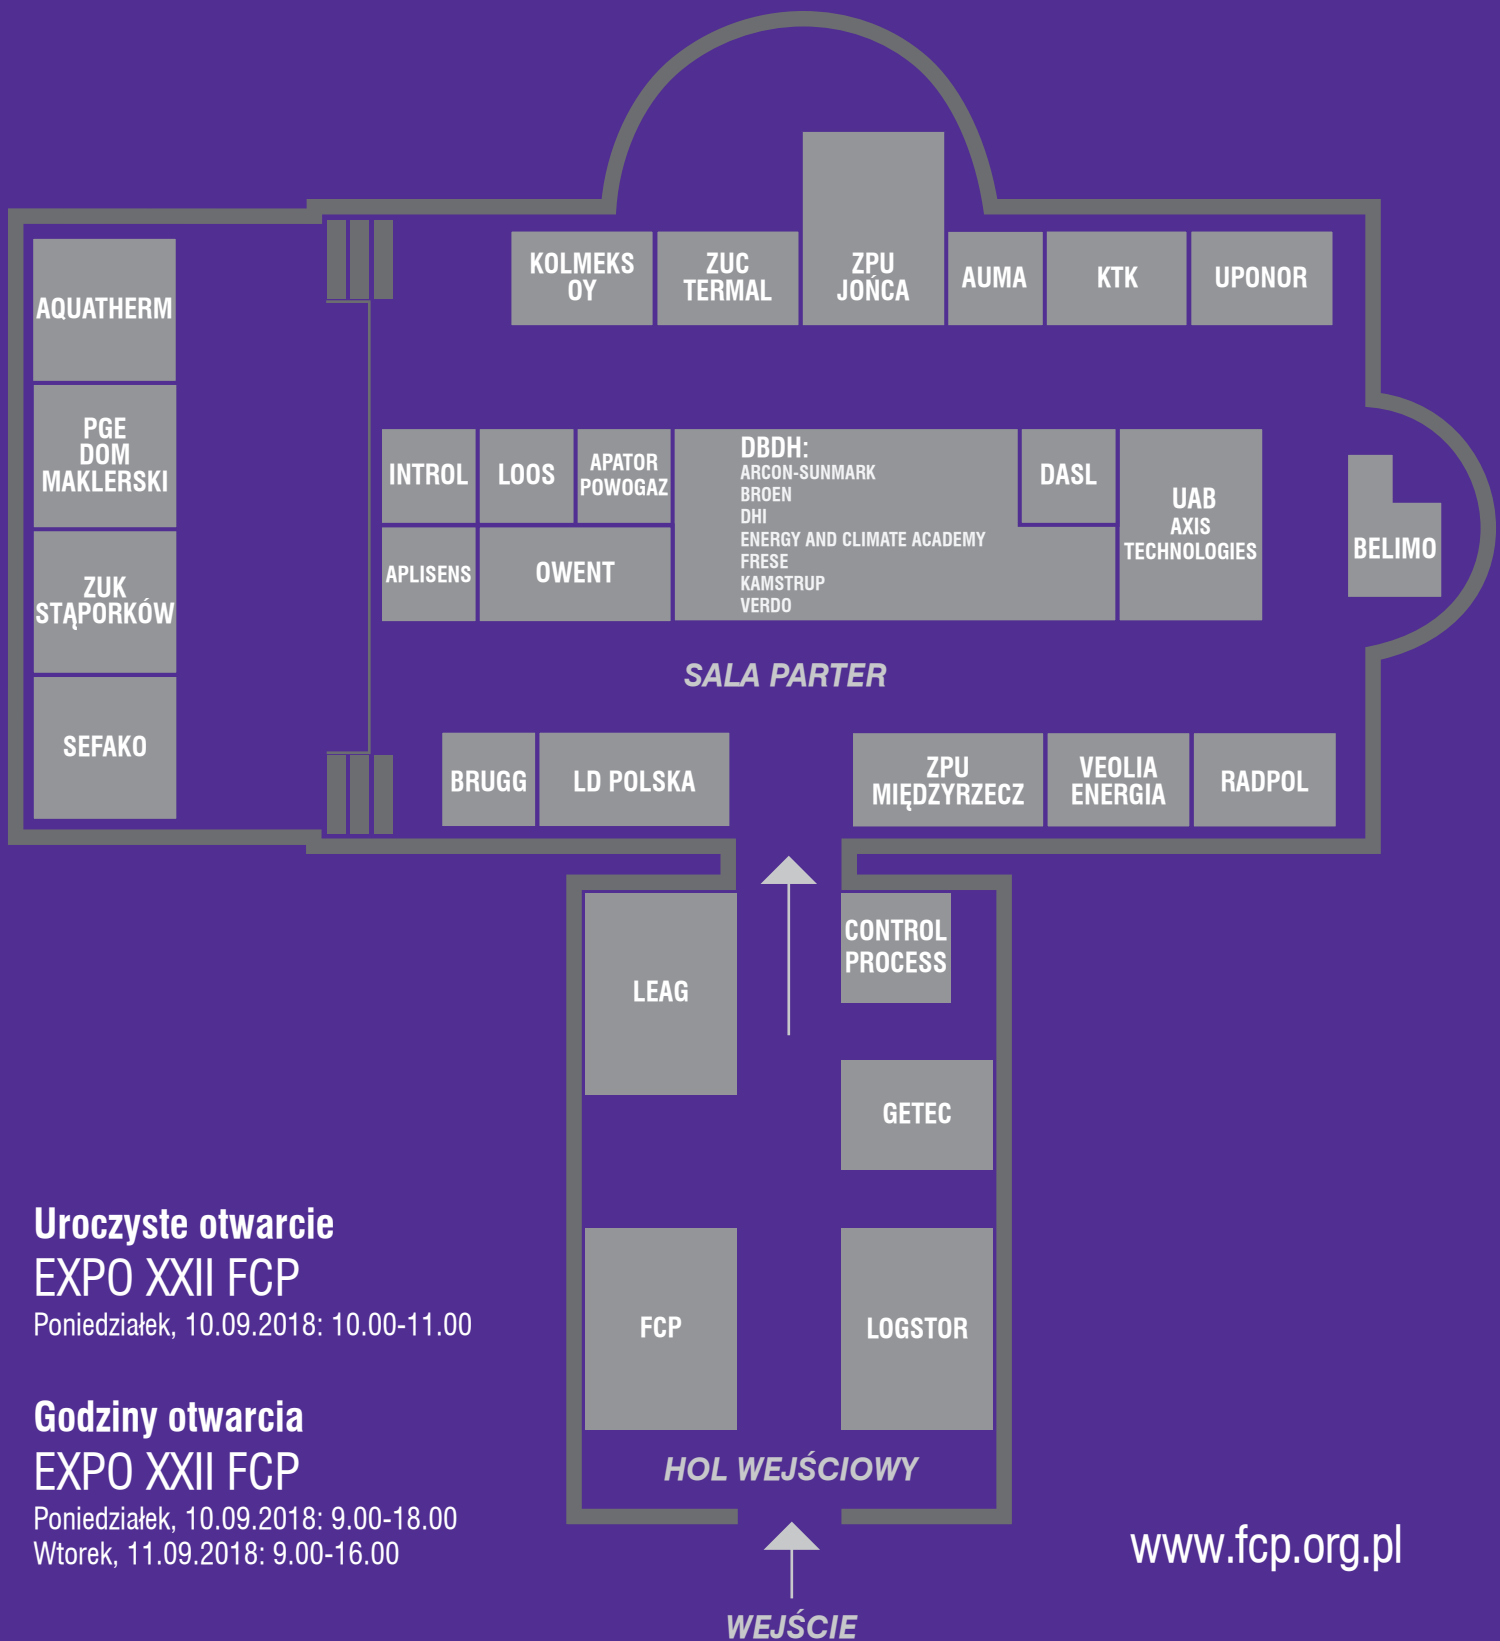 KOLMEKS
OY
ZUC
TERMAL
ZPU
JOŃCA
AUMA
KTK
UPONOR
AQUATHERM
PGE
DOM
MAKLERSKI
ZUK
STĄPORKÓW
SEFAKO
INTROL
LOOS
APATOR
POWOGAZ
APLISENS
OWENT
DBDH:
ARCON-SUNMARK
BROEN
DHI
ENERGY AND CLIMATE ACADEMY
FRESE
KAMSTRUP
VERDO
DASL
UAB
AXIS
TECHNOLOGIES
BELIMO
SALA PARTER
BRUGG
LD POLSKA
ZPU
MIĘDZYRZECZ
VEOLIA
ENERGIA
RADPOL
LEAG
CONTROL
PROCESS
GETEC
FCP
LOGSTOR
HOL WEJŚCIOWY
WEJŚCIE
Uroczyste otwarcie
EXPO XXII FCP
Poniedziałek, 10.09.2018: 10.00-11.00
Godziny otwarcia
EXPO XXII FCP
Poniedziałek, 10.09.2018: 9.00-18.00
Wtorek, 11.09.2018: 9.00-16.00
www.fcp.org.pl